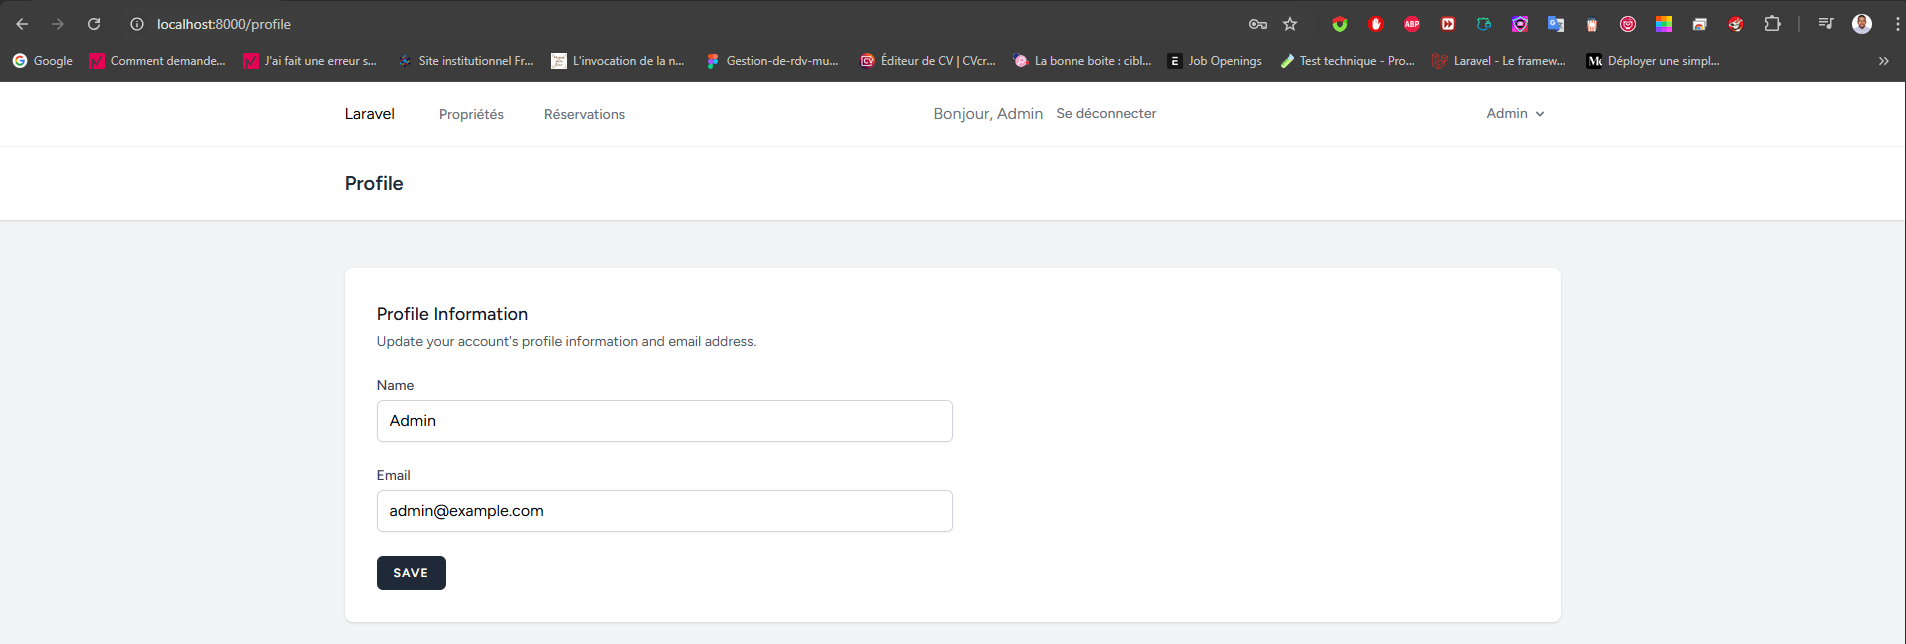 localhost:8000/profile
Google Comment demande... J'ai fait une erreur s... Site institutionnel Fr... L'invocation de la n... Gestion-de-rdv-mu... Éditeur de CV | CVcr... La bonne boite : cibl... Job Openings Test technique - Pro... Laravel - Le framew... Déployer une simpl...
Laravel Propriétés Réservations Bonjour, Admin Se déconnecter Admin
Profile
Profile Information
Update your account's profile information and email address.
Name
Admin
Email
admin@example.com
SAVE